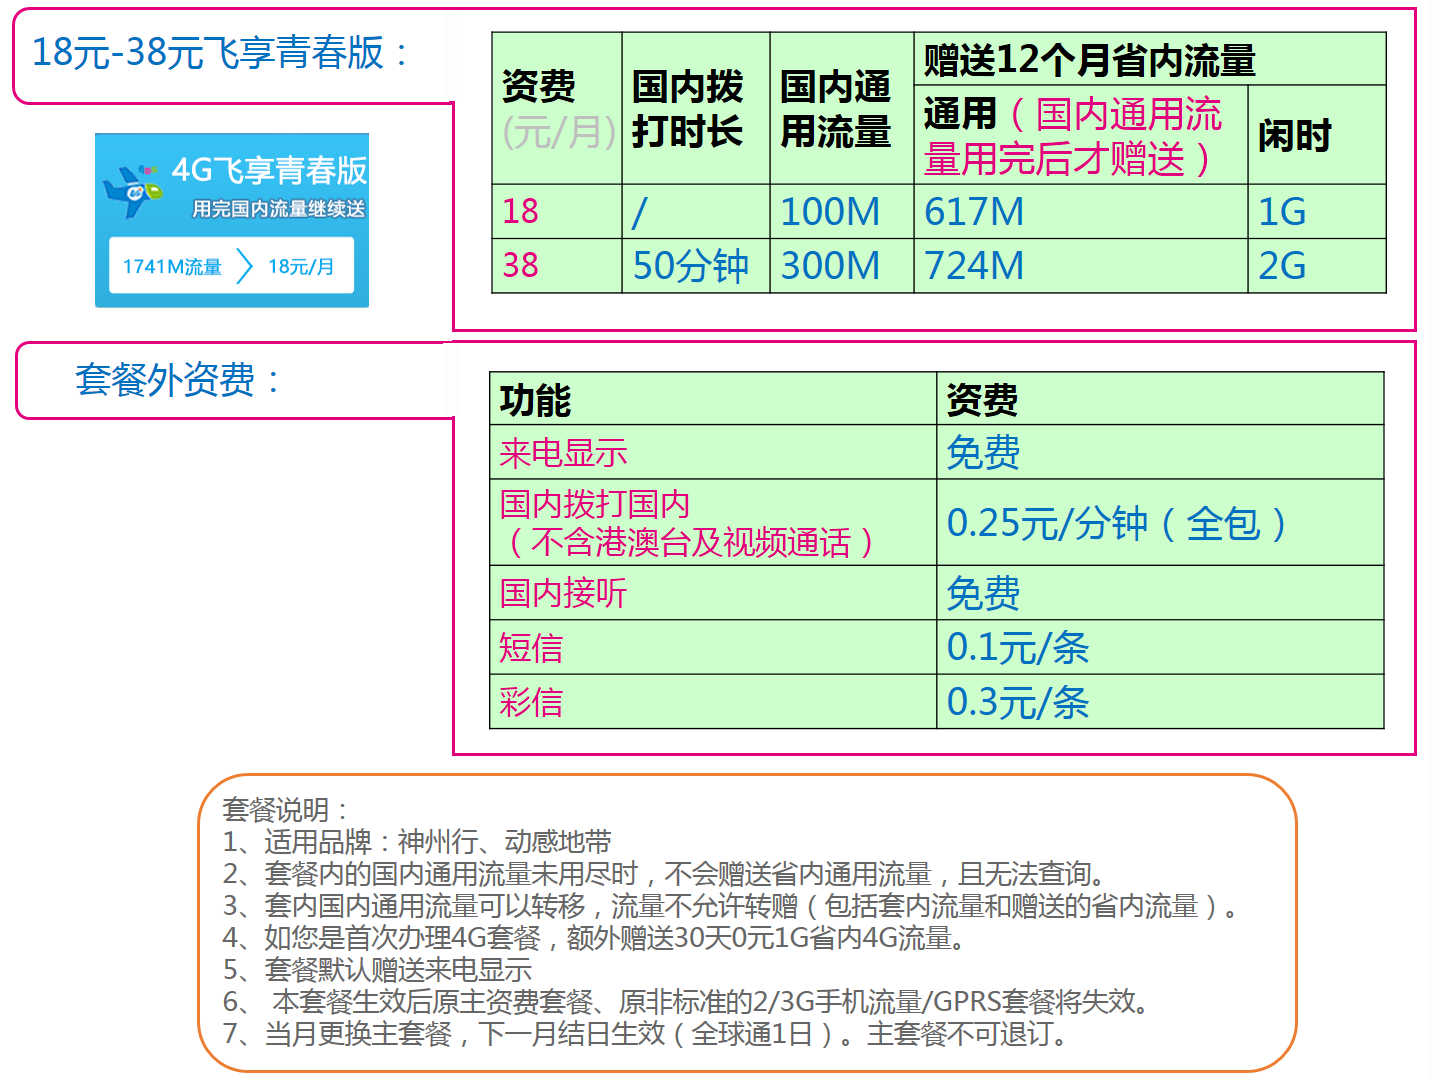 18元-38元飞享青春版：
4G飞享青春版
用完国内流量继续送
1741M流量 18元/月
资费
(元/月)
国内拨
打时长
国内通
用流量
赠送12个月省内流量
通用（国内通用流
量用完后才赠送）
闲时
18 / 100M 617M 1G
38 50分钟 300M 724M 2G
套餐外资费：
功能 资费
来电显示 免费
国内拨打国内
（不含港澳台及视频通话）
0.25元/分钟（全包）
国内接听 免费
短信 0.1元/条
彩信 0.3元/条
套餐说明：
1、适用品牌：神州行、动感地带
2、套餐内的国内通用流量未用尽时，不会赠送省内通用流量，且无法查询。
3、套内国内通用流量可以转移，流量不允许转赠（包括套内流量和赠送的省内流量）。
4、如您是首次办理4G套餐，额外赠送30天0元1G省内4G流量。
5、套餐默认赠送来电显示
6、 本套餐生效后原主资费套餐、原非标准的2/3G手机流量/GPRS套餐将失效。
7、当月更换主套餐，下一月结日生效（全球通1日）。主套餐不可退订。